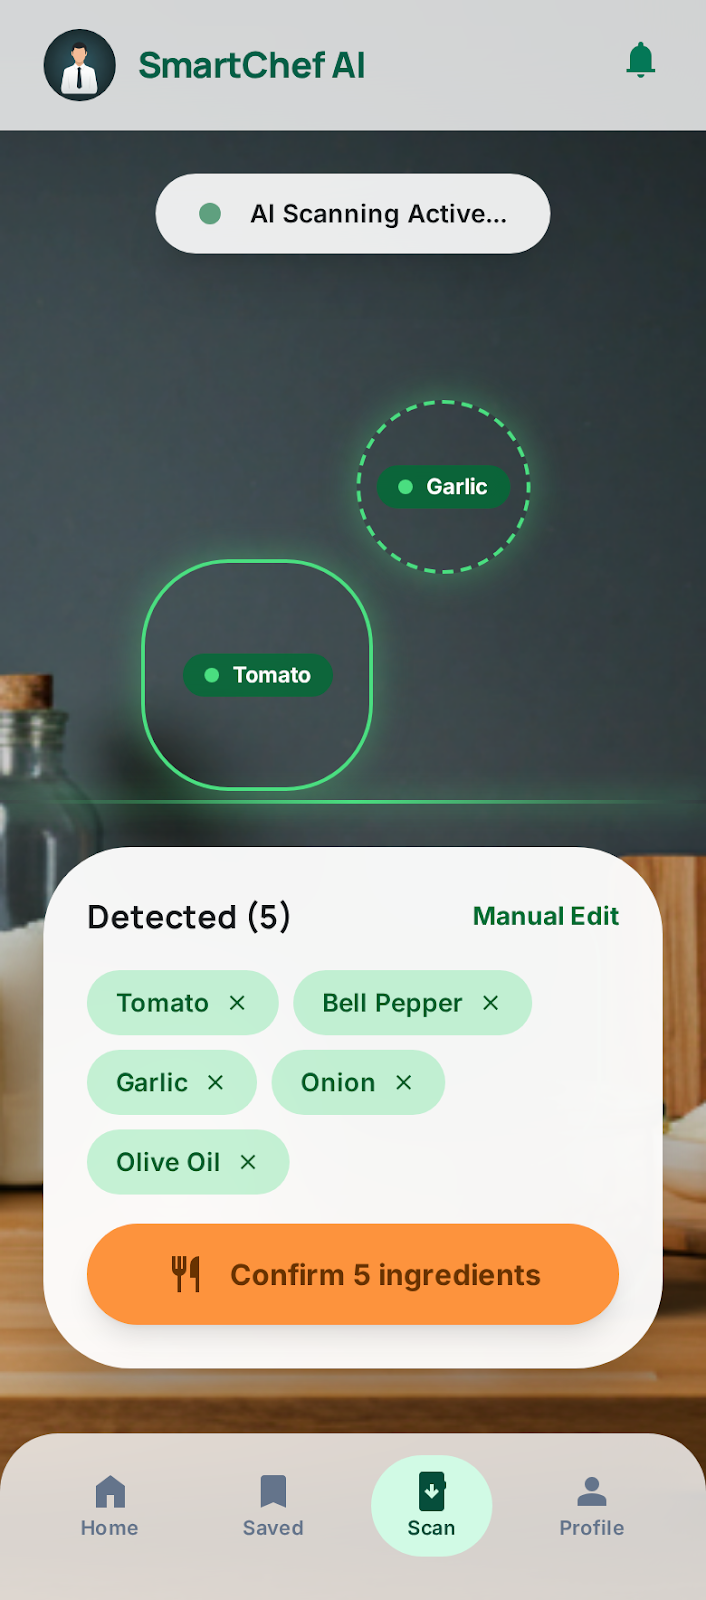 SmartChef AI
AI Scanning Active...
Garlic
Tomato
Detected (5)
Manual Edit
Tomato ×
Bell Pepper ×
Garlic ×
Onion ×
Olive Oil ×
Confirm 5 ingredients
Home
Saved
Scan
Profile